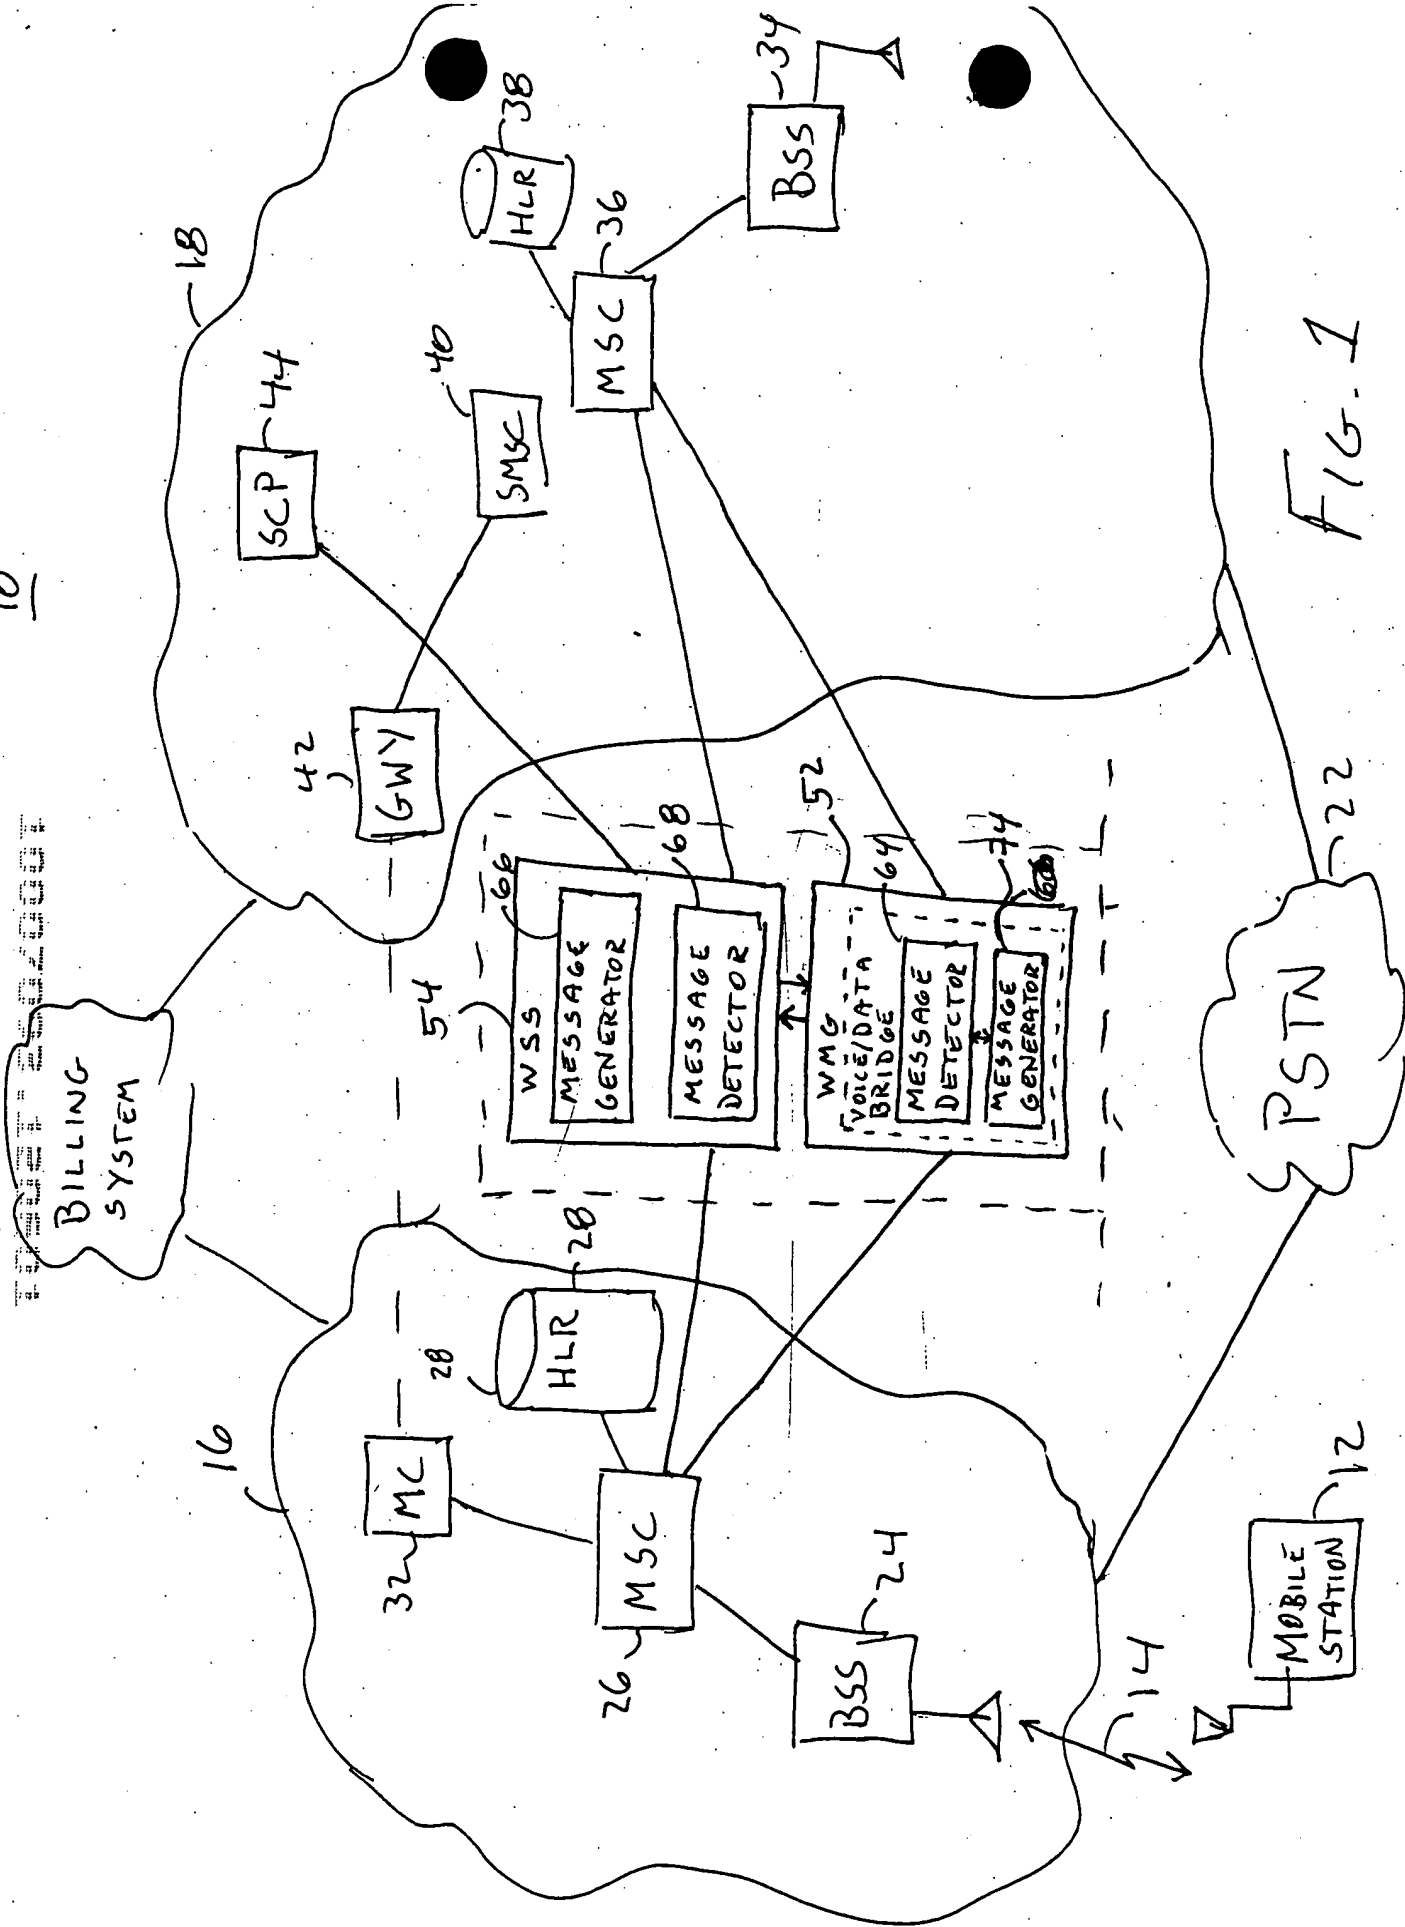 10
BILLING
SYSTEM
16
18
SCP
44
42
GWY
SMSC
40
HLR
38
MSC
36
BSS
34
32
MC
28
HLR
28
MSC
26
BSS
24
54
WSS
66
MESSAGE
GENERATOR
68
MESSAGE
DETECTOR
52
WMG
VOICE/DATA
BRIDGE
64
MESSAGE
DETECTOR
74
MESSAGE
GENERATOR
14
MOBILE
STATION
12
PSTN
22
FIG. 1